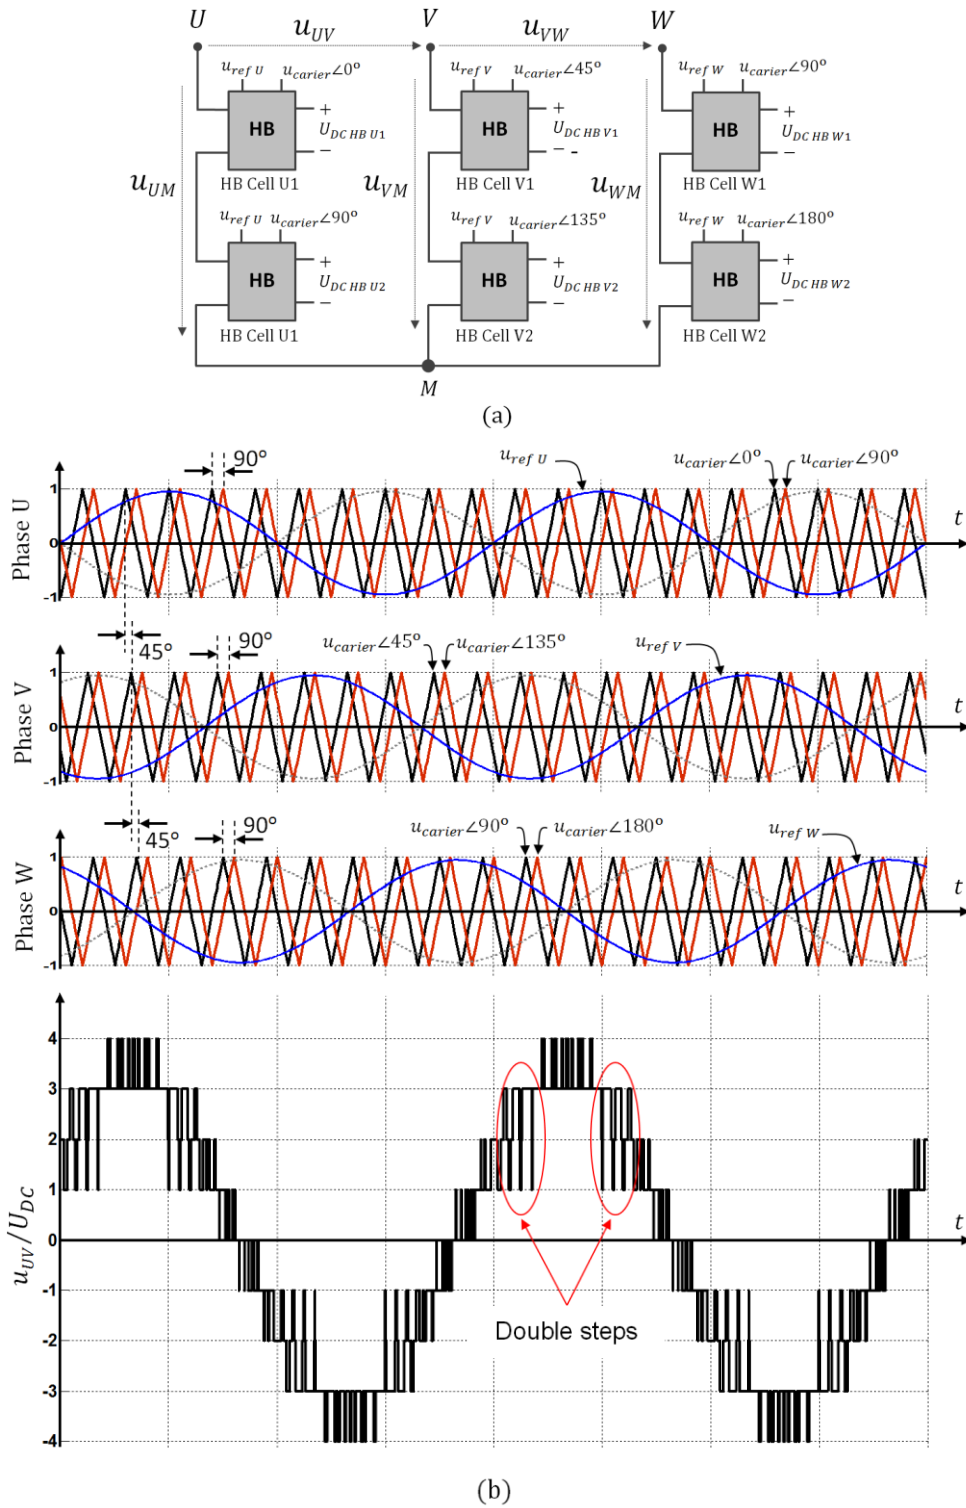 U u_UV V u_VW W
u_ref U u_carier∠0° u_ref V u_carier∠45° u_ref W u_carier∠90°
HB + U_DC HB U1 − HB + U_DC HB V1 − - HB + U_DC HB W1 −
HB Cell U1 HB Cell V1 HB Cell W1
u_UM u_VM u_WM
u_ref U u_carier∠90° u_ref V u_carier∠135° u_ref W u_carier∠180°
HB + U_DC HB U2 − HB + U_DC HB V2 − HB + U_DC HB W2 −
HB Cell U1 HB Cell V2 HB Cell W2
M
(a)
90° u_ref U u_carier∠0° u_carier∠90°
Phase U
1
0
-1
t
45° 90° u_carier∠45° u_carier∠135° u_ref V
Phase V
1
0
-1
t
45° 90° u_carier∠90° u_carier∠180° u_ref W
Phase W
1
0
-1
t
u_UV/U_DC
4
3
2
1
0
-1
-2
-3
-4
t
Double steps
(b)